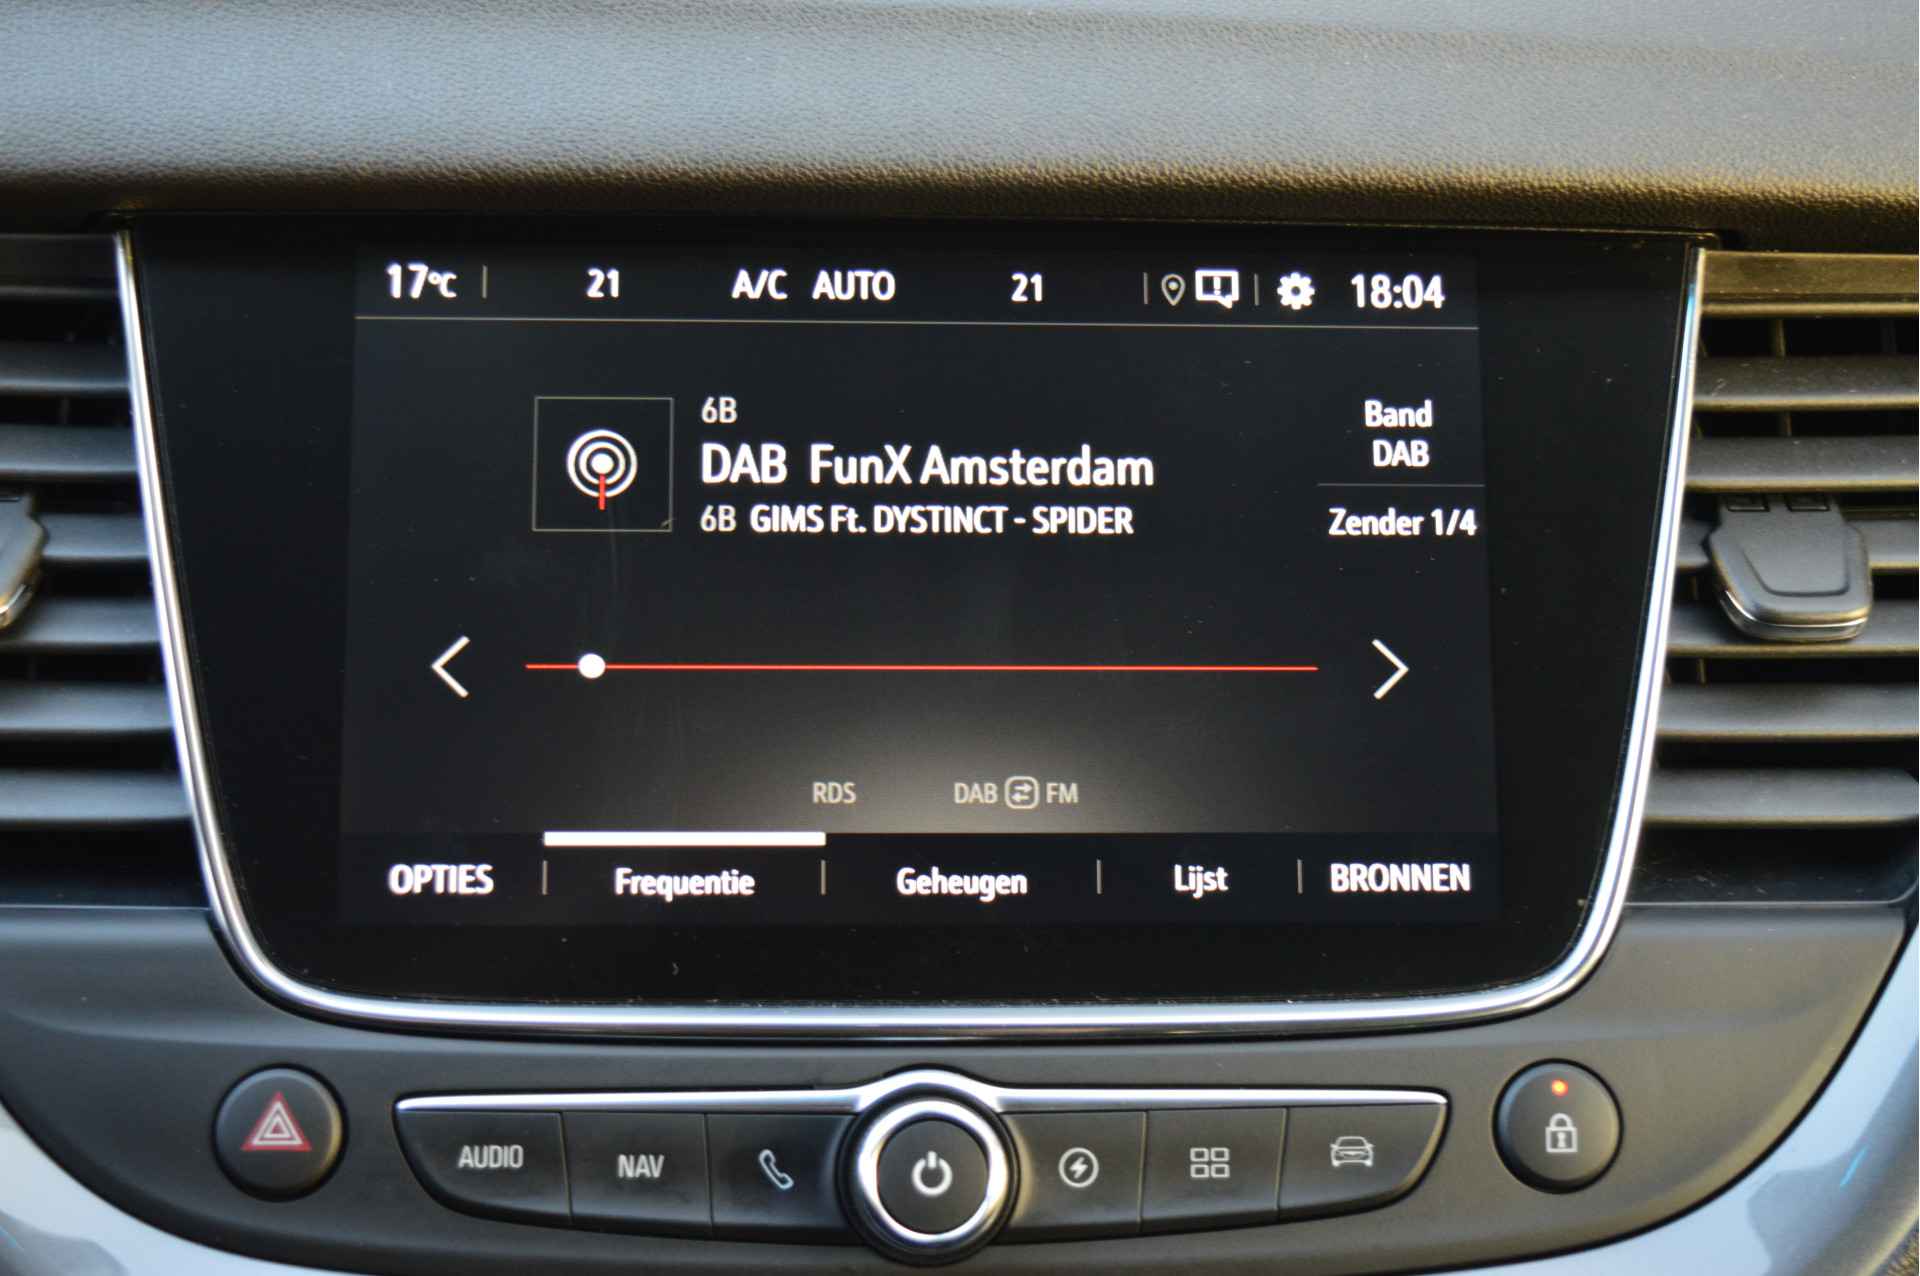 17°C 21 A/C AUTO 21 18:04
6B
DAB FunX Amsterdam
6B GIMS Ft. DYSTINCT - SPIDER
Band
DAB
Zender 1/4
RDS DAB FM
OPTIES Frequentie Geheugen Lijst BRONNEN
AUDIO NAV